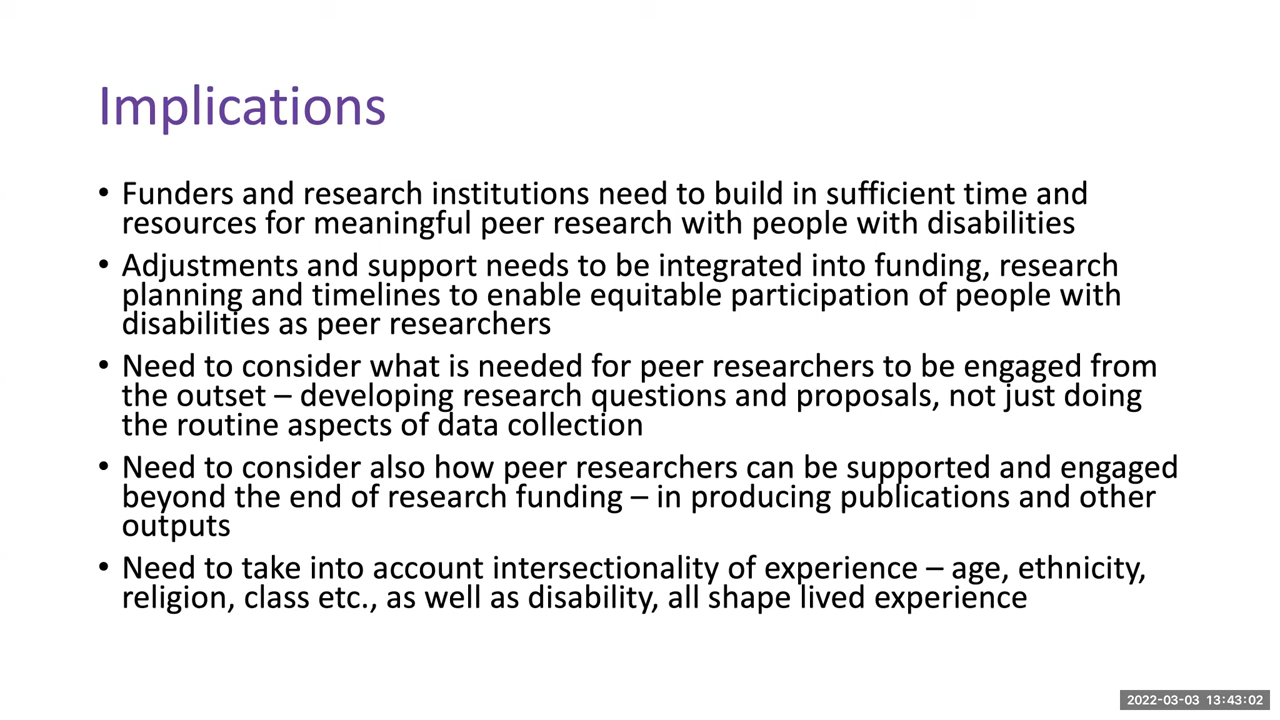 Implications
• Funders and research institutions need to build in sufficient time and
resources for meaningful peer research with people with disabilities
• Adjustments and support needs to be integrated into funding, research
planning and timelines to enable equitable participation of people with
disabilities as peer researchers
• Need to consider what is needed for peer researchers to be engaged from
the outset – developing research questions and proposals, not just doing
the routine aspects of data collection
• Need to consider also how peer researchers can be supported and engaged
beyond the end of research funding – in producing publications and other
outputs
• Need to take into account intersectionality of experience – age, ethnicity,
religion, class etc., as well as disability, all shape lived experience
2022-03-03 13:43:02